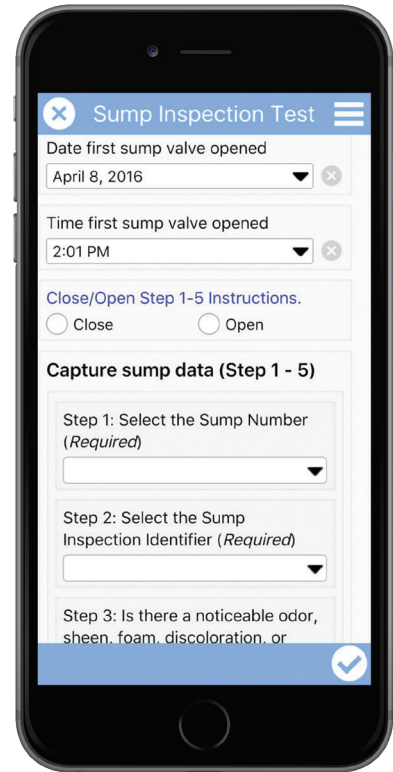 Sump Inspection Test
Date first sump valve opened
April 8, 2016
Time first sump valve opened
2:01 PM
Close/Open Step 1-5 Instructions.
Close
Open
Capture sump data (Step 1 - 5)
Step 1: Select the Sump Number
(Required)
Step 2: Select the Sump
Inspection Identifier (Required)
Step 3: Is there a noticeable odor,
sheen, foam, discoloration, or